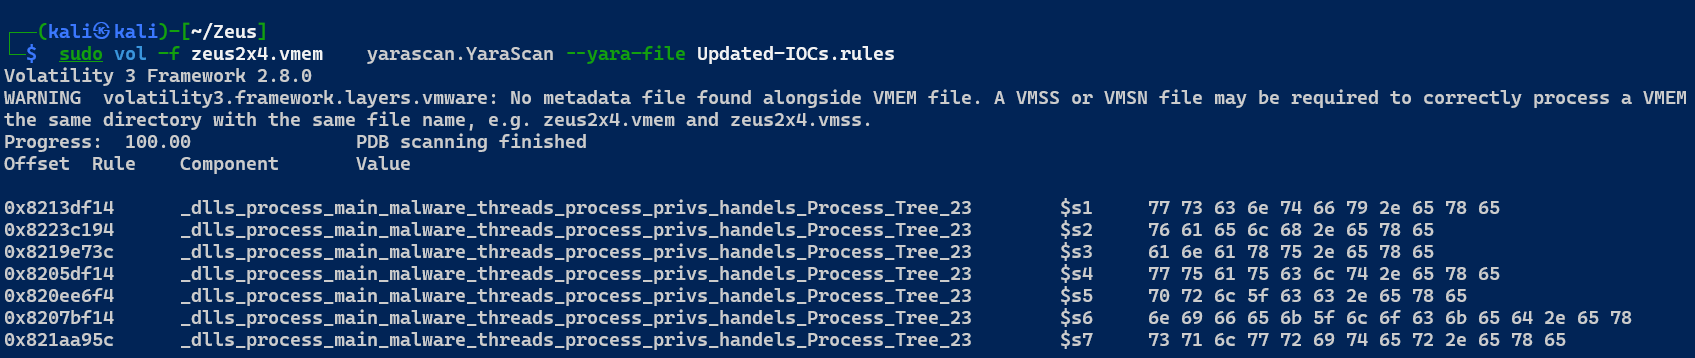 ┌──(kali㉿kali)-[~/Zeus]
└─$ sudo vol -f zeus2x4.vmem    yarascan.YaraScan --yara-file Updated-IOCs.rules
Volatility 3 Framework 2.8.0
WARNING  volatility3.framework.layers.vmware: No metadata file found alongside VMEM file. A VMSS or VMSN file may be required to correctly process a VMEM
the same directory with the same file name, e.g. zeus2x4.vmem and zeus2x4.vmss.
Progress:  100.00               PDB scanning finished
Offset  Rule    Component       Value
0x8213df14      _dlls_process_main_malware_threads_process_privs_handels_Process_Tree_23        $s1     77 73 63 6e 74 66 79 2e 65 78 65
0x8223c194      _dlls_process_main_malware_threads_process_privs_handels_Process_Tree_23        $s2     76 61 65 6c 68 2e 65 78 65
0x8219e73c      _dlls_process_main_malware_threads_process_privs_handels_Process_Tree_23        $s3     61 6e 61 78 75 2e 65 78 65
0x8205df14      _dlls_process_main_malware_threads_process_privs_handels_Process_Tree_23        $s4     77 75 61 75 63 6c 74 2e 65 78 65
0x820ee6f4      _dlls_process_main_malware_threads_process_privs_handels_Process_Tree_23        $s5     70 72 6c 5f 63 63 2e 65 78 65
0x8207bf14      _dlls_process_main_malware_threads_process_privs_handels_Process_Tree_23        $s6     6e 69 66 65 6b 5f 6c 6f 63 6b 65 64 2e 65 78
0x821aa95c      _dlls_process_main_malware_threads_process_privs_handels_Process_Tree_23        $s7     73 71 6c 77 72 69 74 65 72 2e 65 78 65